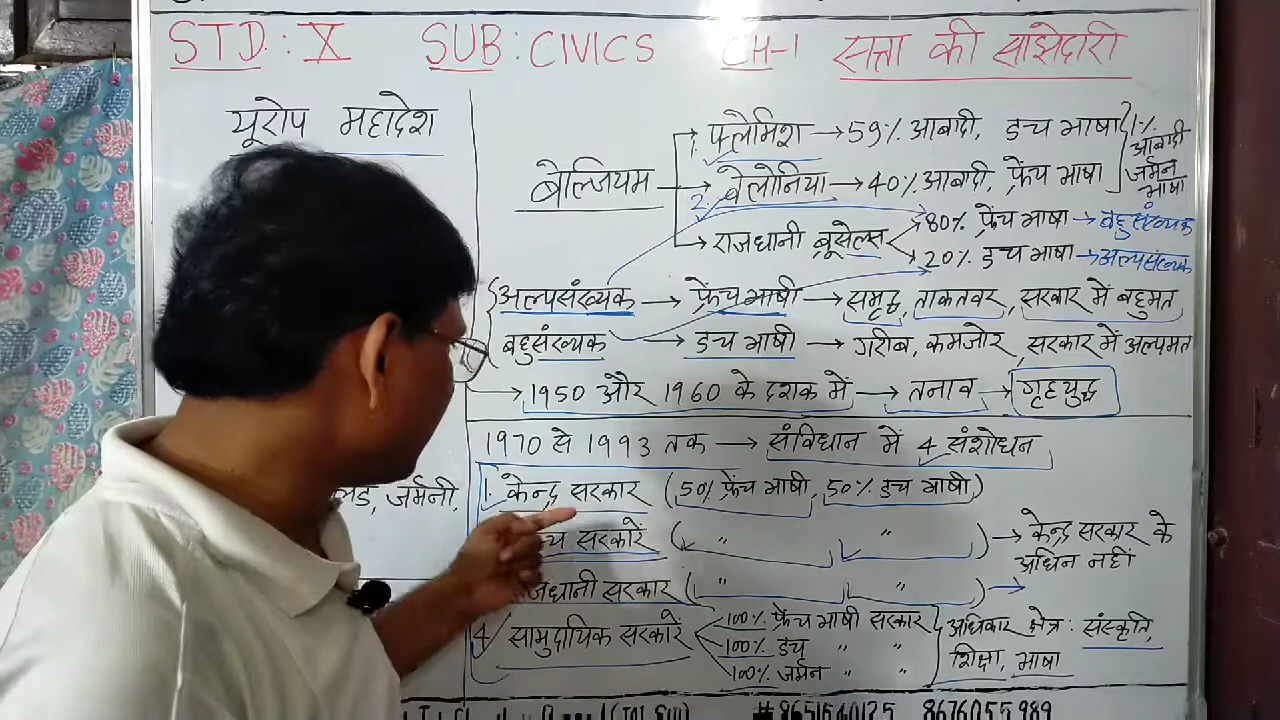 STD: X SUB: CIVICS CH-1 सत्ता की साझेदारी
यूरोप महादेश
जर्मनी,
बेल्जियम
1. फ्लेमिश → 59% आबादी, डच भाषा
2. वेलोनिया → 40% आबादी, फ्रेंच भाषा
1% आबादी जर्मन भाषा
राजधानी ब्रूसेल्स
80% फ्रेंच भाषा → बहुसंख्यक
20% डच भाषा → अल्पसंख्यक
अल्पसंख्यक → फ्रेंच भाषी → समृद्ध, ताकतवर, सरकार में बहुमत
बहुसंख्यक → डच भाषी → गरीब, कमजोर, सरकार में अल्पमत
→ 1950 और 1960 के दशक में → तनाव → गृहयुद्ध
1970 से 1993 तक → संविधान में 4 संशोधन
1. केन्द्र सरकार (50% फ्रेंच भाषी, 50% डच भाषी)
सरकारें ( " " ) → केन्द्र सरकार के
अधिन नहीं
राजधानी सरकार ( " " ) →
4 सामुदायिक सरकारें
100% फ्रेंच भाषी सरकार
100% डच " "
100% जर्मन " "
अधिकार क्षेत्र: संस्कृति,
शिक्षा, भाषा
# 8651540125 8676055989